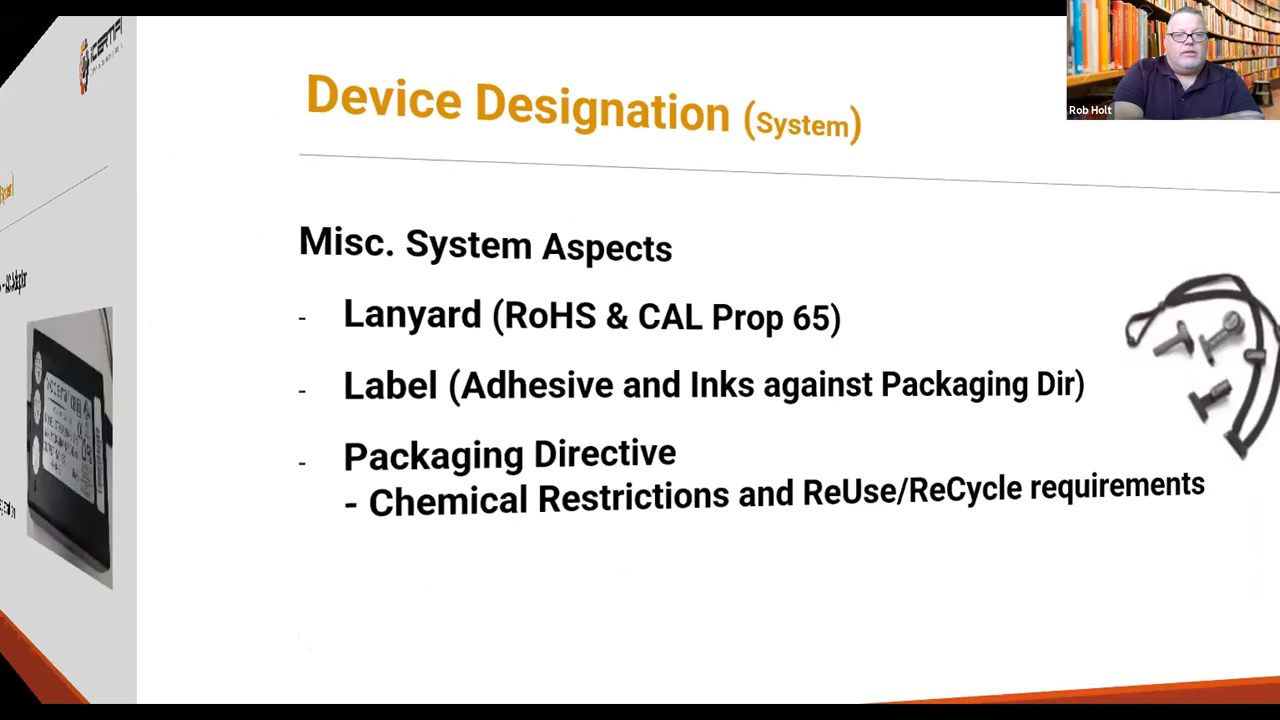 Device Designation (System)
Misc. System Aspects
- Lanyard (RoHS & CAL Prop 65)
- Label (Adhesive and Inks against Packaging Dir)
- Packaging Directive
- Chemical Restrictions and ReUse/ReCycle requirements
Rob Holt